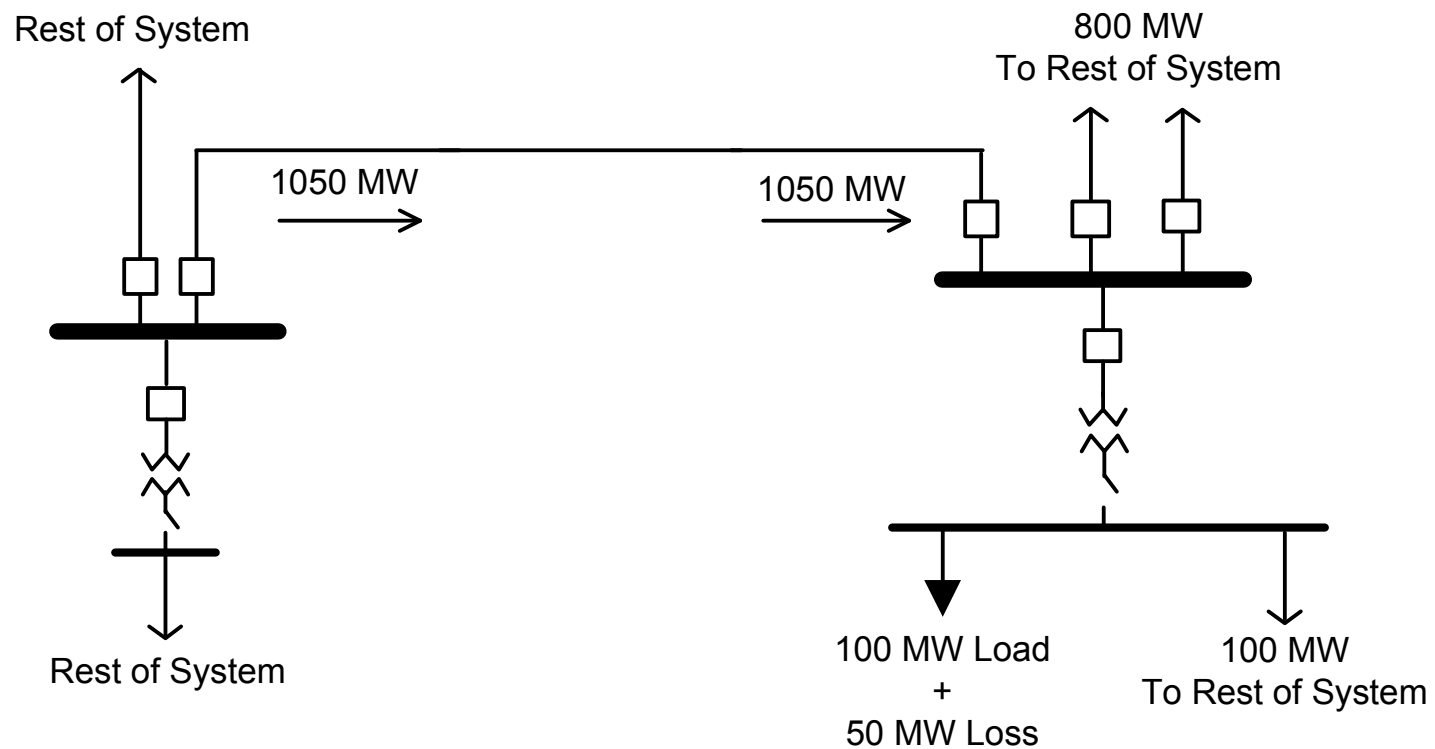 Rest of System
800 MW
To Rest of System
1050 MW
1050 MW
Rest of System
100 MW Load
+
50 MW Loss
100 MW
To Rest of System